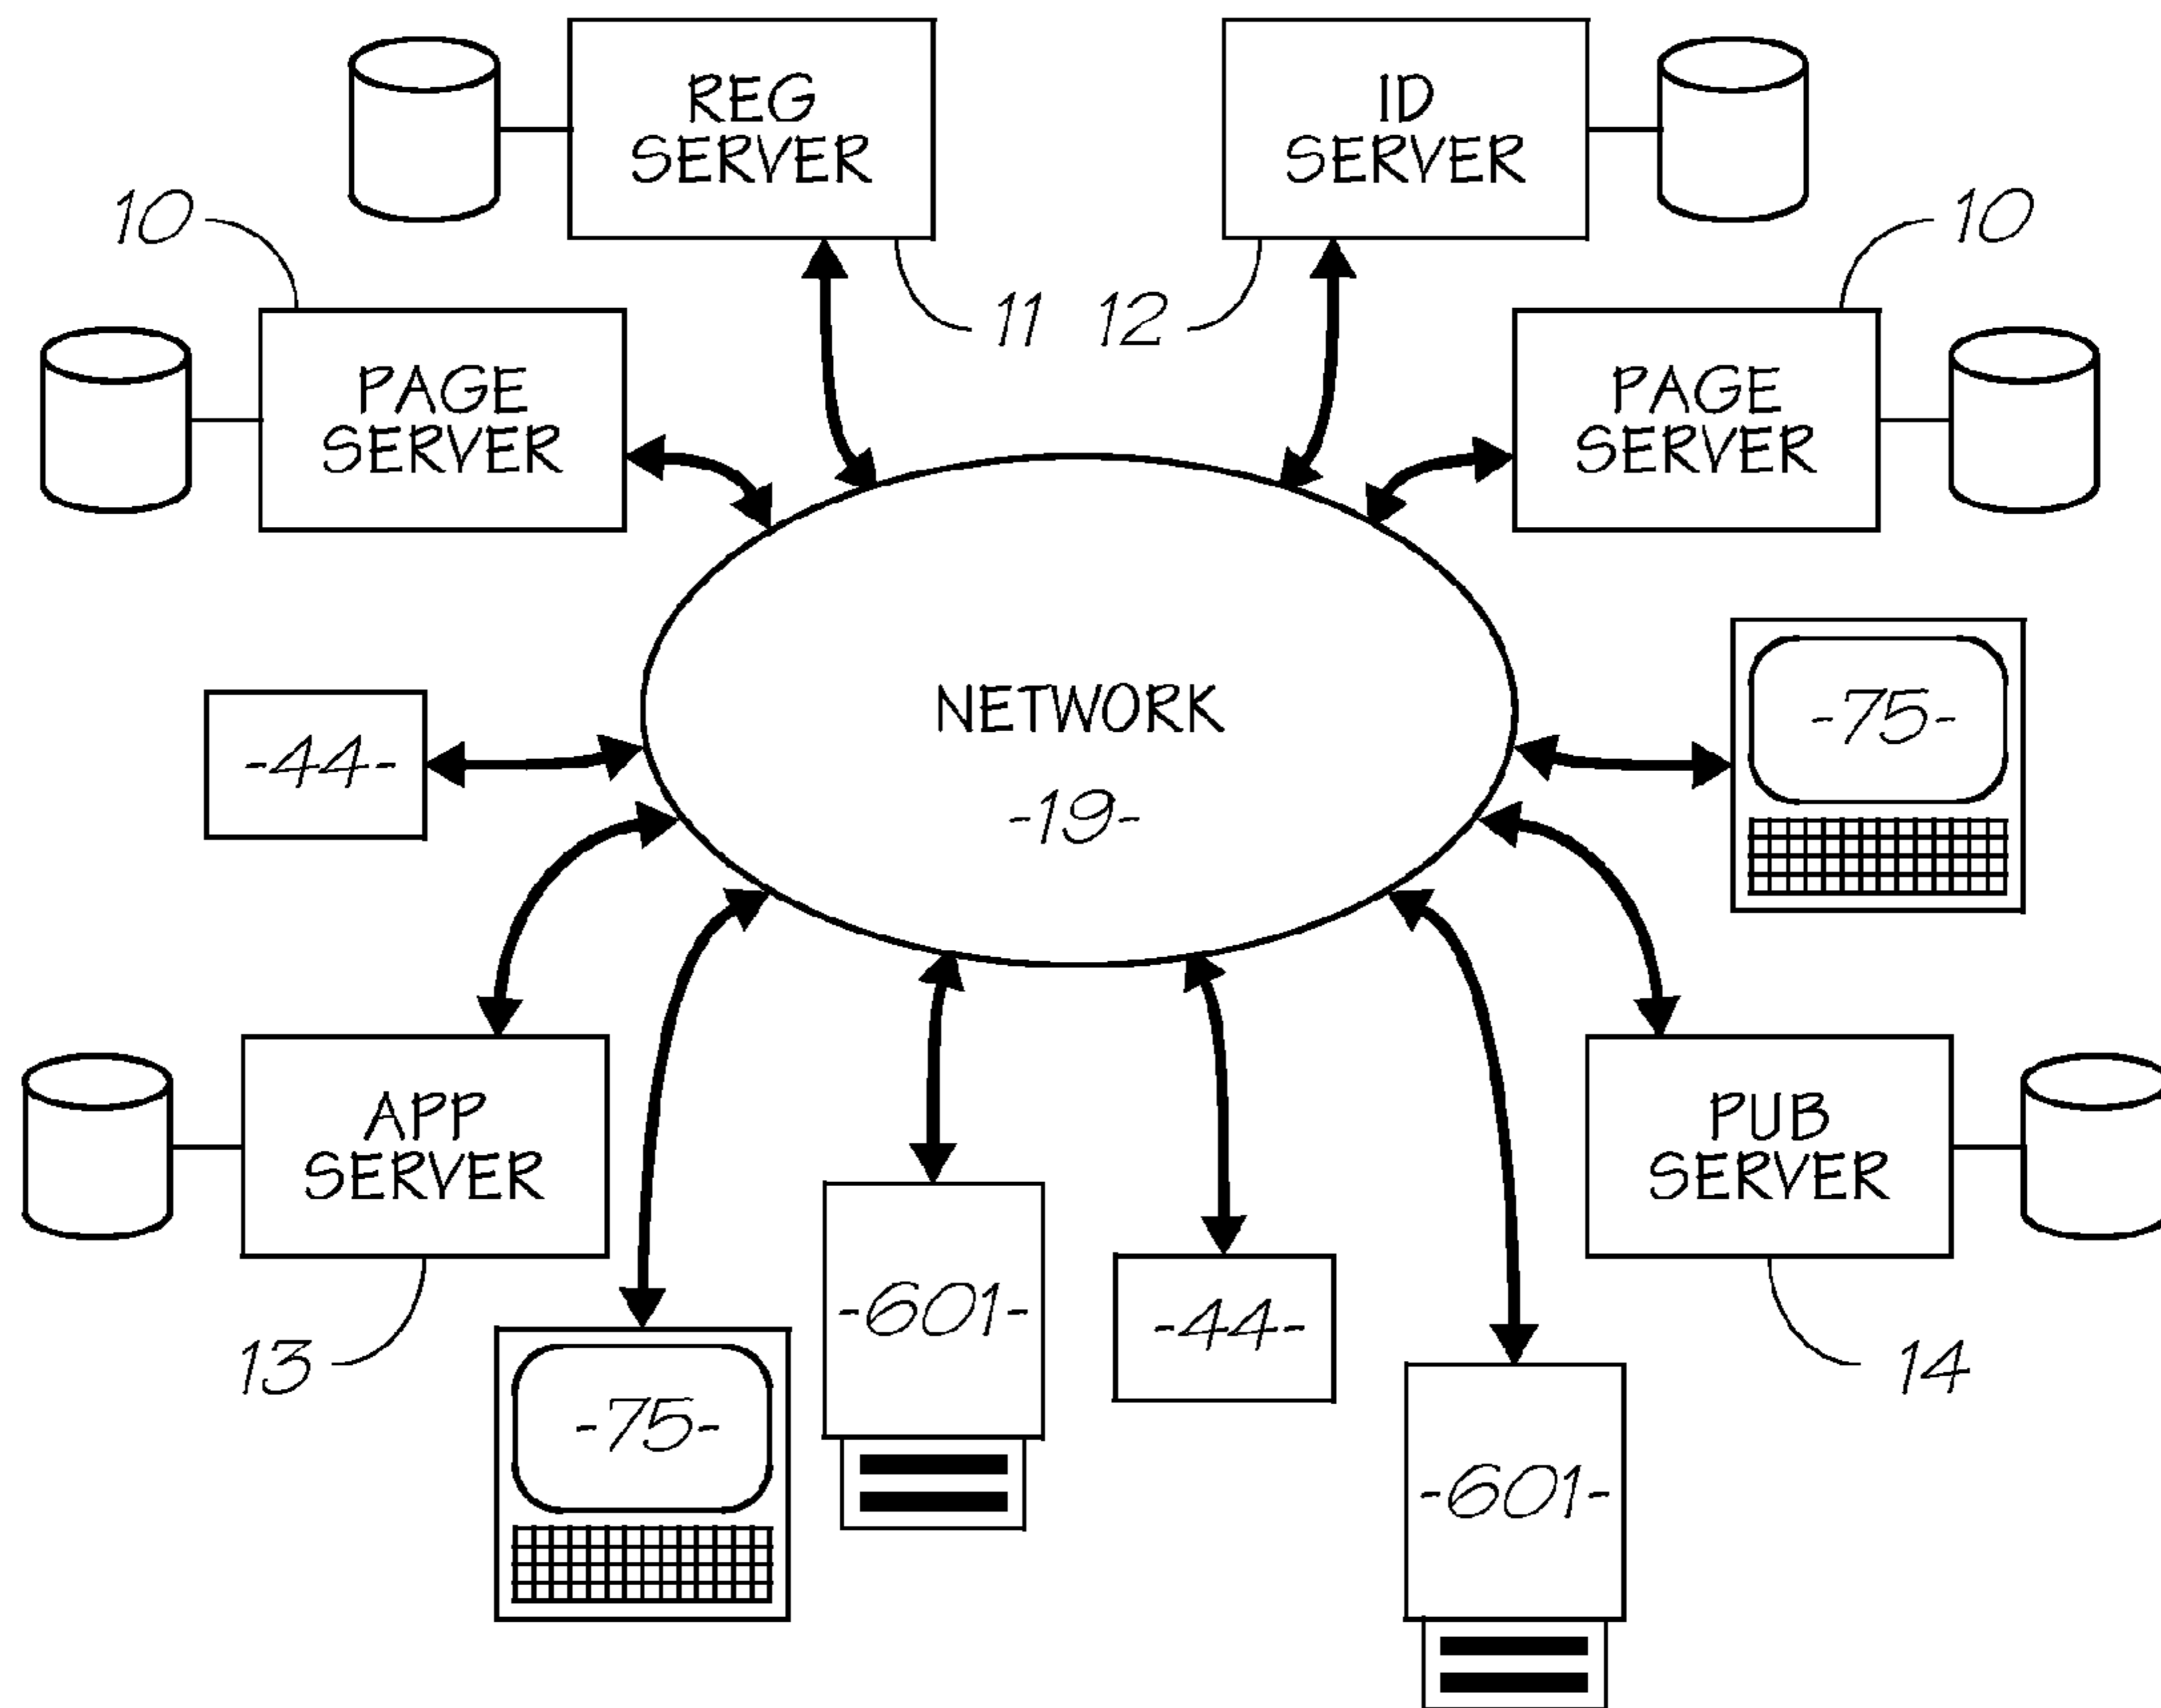 REG
SERVER
ID
SERVER
10
10
11
12
PAGE
SERVER
PAGE
SERVER
NETWORK
-19-
-44-
-75-
APP
SERVER
PUB
SERVER
13
-601-
-44-
14
-75-
-601-